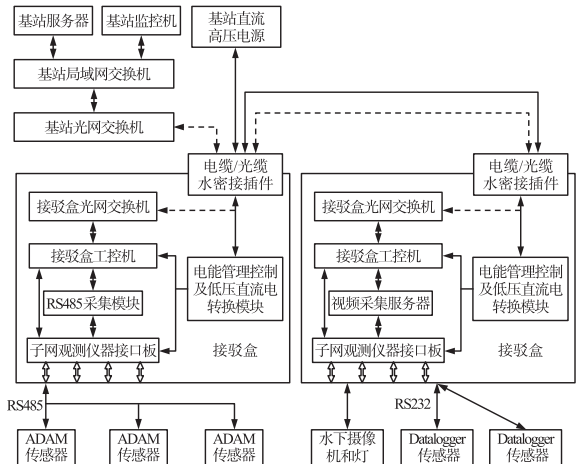 基站服务器
基站监控机
基站直流
高压电源
基站局域网交换机
基站光网交换机
电缆/光缆
水密接插件
电缆/光缆
水密接插件
接驳盒光网交换机
接驳盒光网交换机
接驳盒工控机
电能管理控制
及低压直流电
转换模块
接驳盒工控机
电能管理控制
及低压直流电
转换模块
RS485采集模块
视频采集服务器
子网观测仪器接口板
接驳盒
子网观测仪器接口板
接驳盒
RS485
RS232
ADAM
传感器
ADAM
传感器
ADAM
传感器
水下摄像
机和灯
Datalogger
传感器
Datalogger
传感器